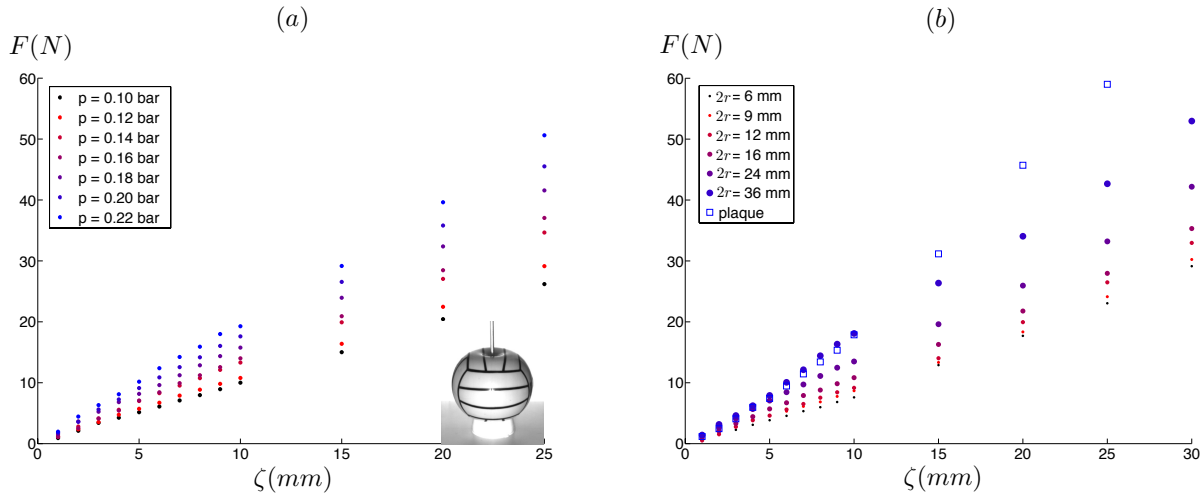 (a)
F(N)
60
50
40
30
20
10
0
p = 0.10 bar
p = 0.12 bar
p = 0.14 bar
p = 0.16 bar
p = 0.18 bar
p = 0.20 bar
p = 0.22 bar
0 5 10 15 20 25
ζ(mm)
(b)
F(N)
60
50
40
30
20
10
0
2r = 6 mm
2r = 9 mm
2r = 12 mm
2r = 16 mm
2r = 24 mm
2r = 36 mm
plaque
0 5 10 15 20 25 30
ζ(mm)